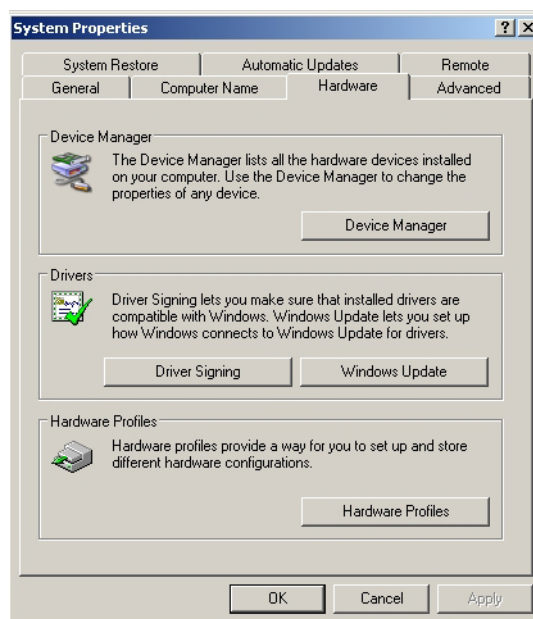 System Properties
System Restore
Automatic Updates
Remote
General
Computer Name
Hardware
Advanced
Device Manager
The Device Manager lists all the hardware devices installed
on your computer. Use the Device Manager to change the
properties of any device.
Device Manager
Drivers
Driver Signing lets you make sure that installed drivers are
compatible with Windows. Windows Update lets you set up
how Windows connects to Windows Update for drivers.
Driver Signing
Windows Update
Hardware Profiles
Hardware profiles provide a way for you to set up and store
different hardware configurations.
Hardware Profiles
OK
Cancel
Apply